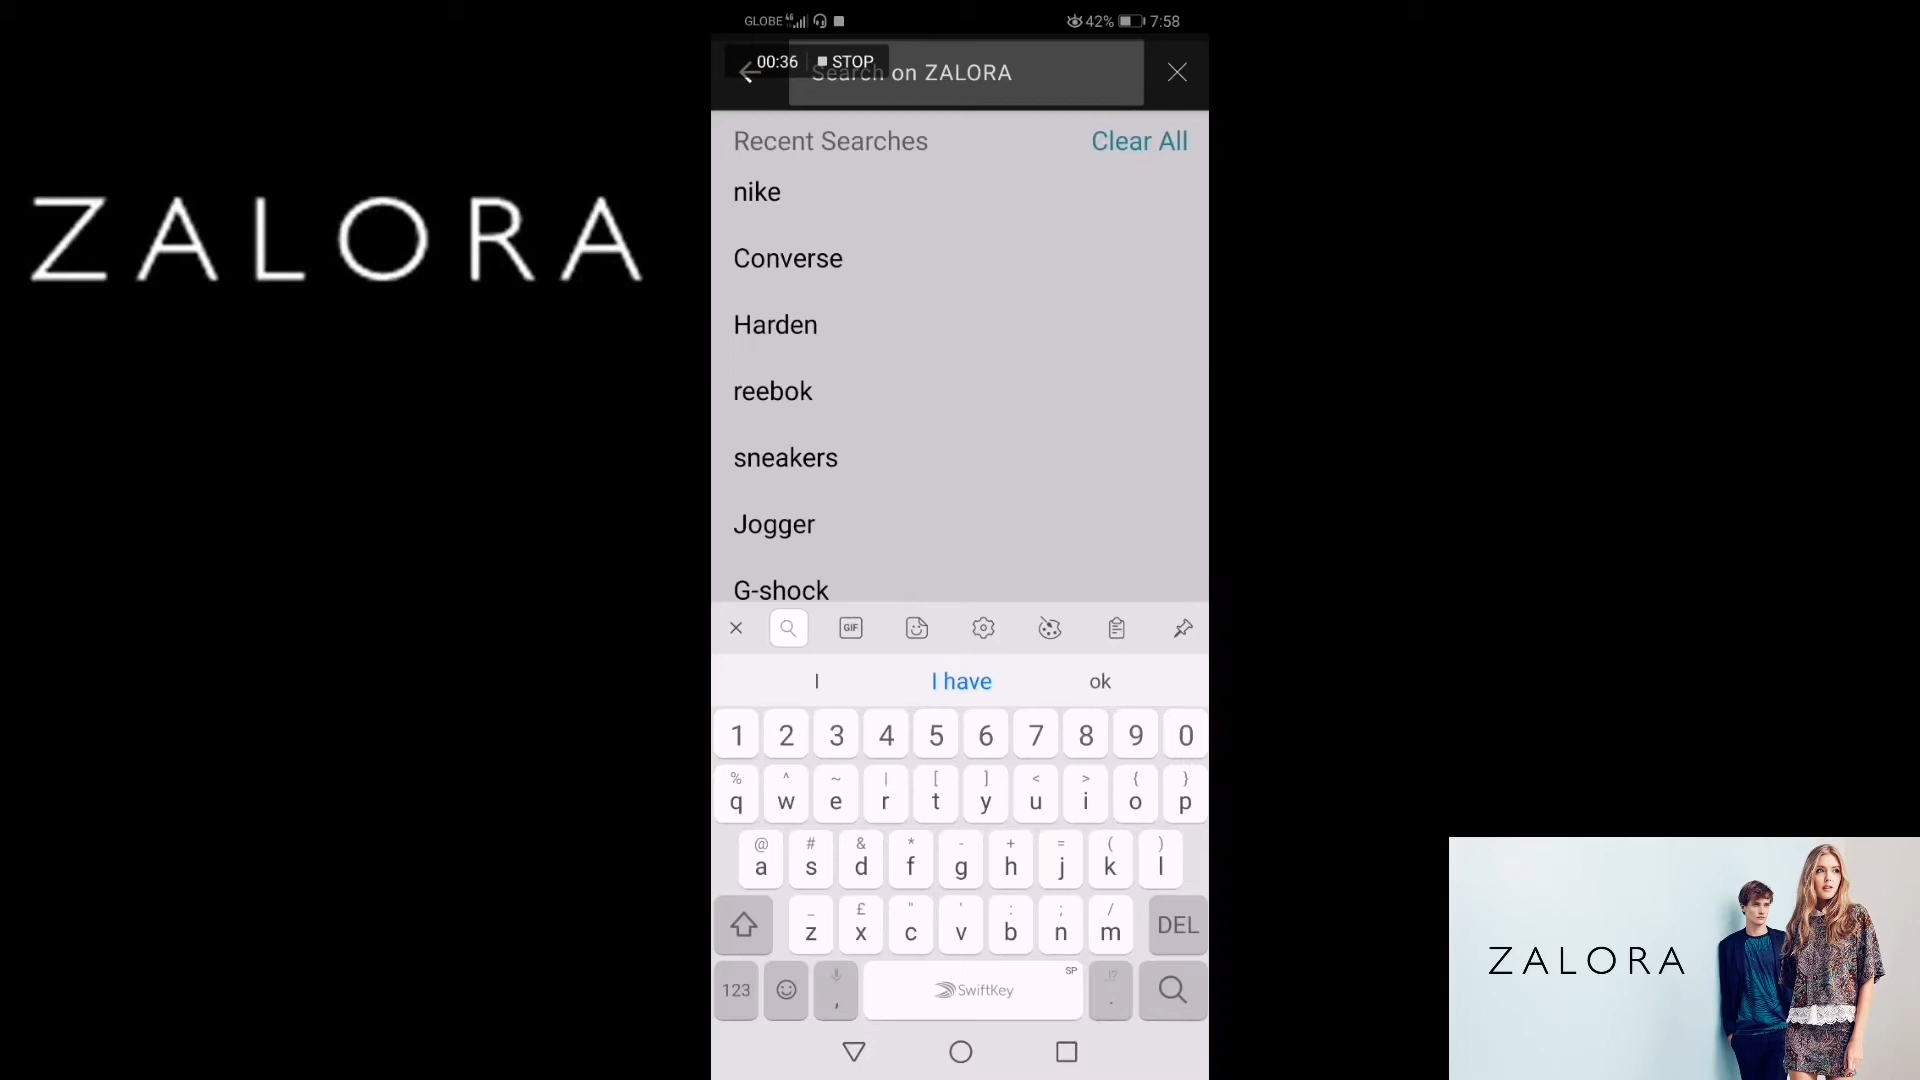 GLOBE 4G 42% 7:58
00:36 STOP
Search on ZALORA
Recent Searches Clear All
nike
Converse
Harden
reebok
sneakers
Jogger
G-shock
GIF
I I have ok
1 2 3 4 5 6 7 8 9 0
% ^ ~ | [ ] < > { }
q w e r t y u i o p
@ # & * - + = ( )
a s d f g h j k l
_ £ " ' : ; /
z x c v b n m DEL
SP
123 , SwiftKey .!? .
ZALORA
ZALORA